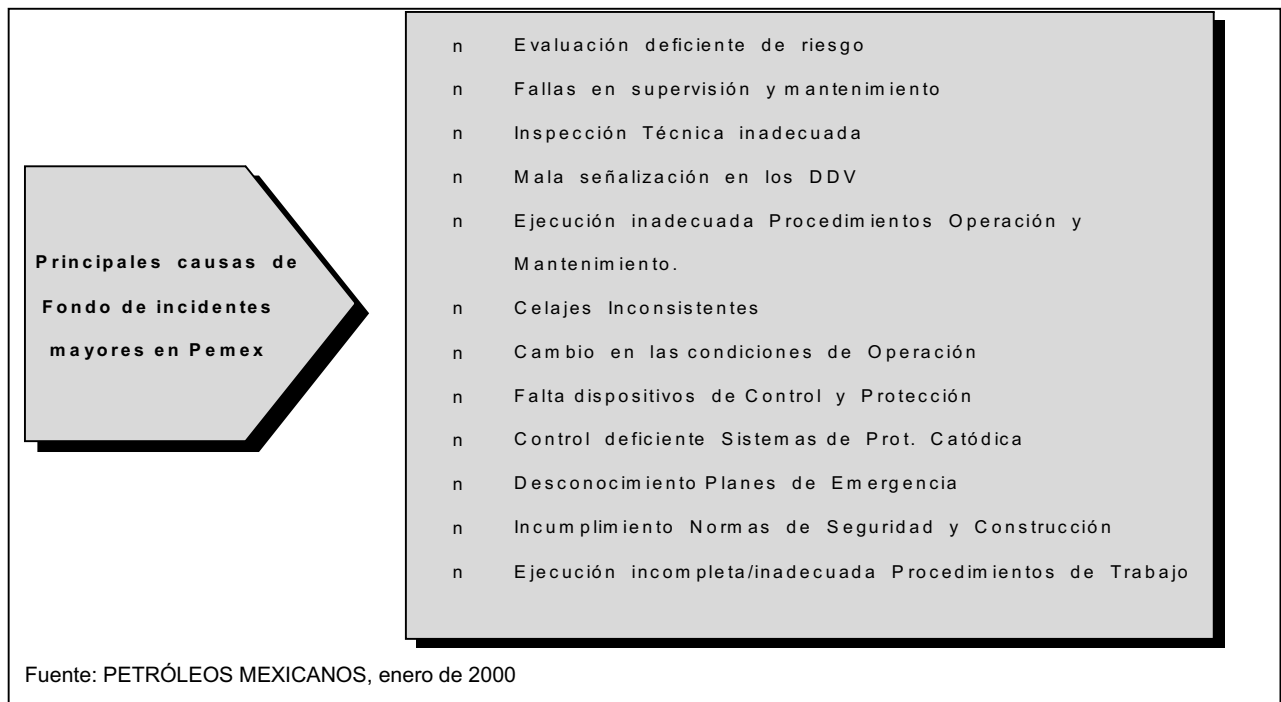 Principales causas de
Fondo de incidentes
mayores en Pemex
n Evaluación deficiente de riesgo
n Fallas en supervisión y mantenimiento
n Inspección Técnica inadecuada
n Mala señalización en los DDV
n Ejecución inadecuada Procedimientos Operación y
Mantenimiento.
n Celajes Inconsistentes
n Cambio en las condiciones de Operación
n Falta dispositivos de Control y Protección
n Control deficiente Sistemas de Prot. Catódica
n Desconocimiento Planes de Emergencia
n Incumplimiento Normas de Seguridad y Construcción
n Ejecución incompleta/inadecuada Procedimientos de Trabajo
Fuente: PETRÓLEOS MEXICANOS, enero de 2000